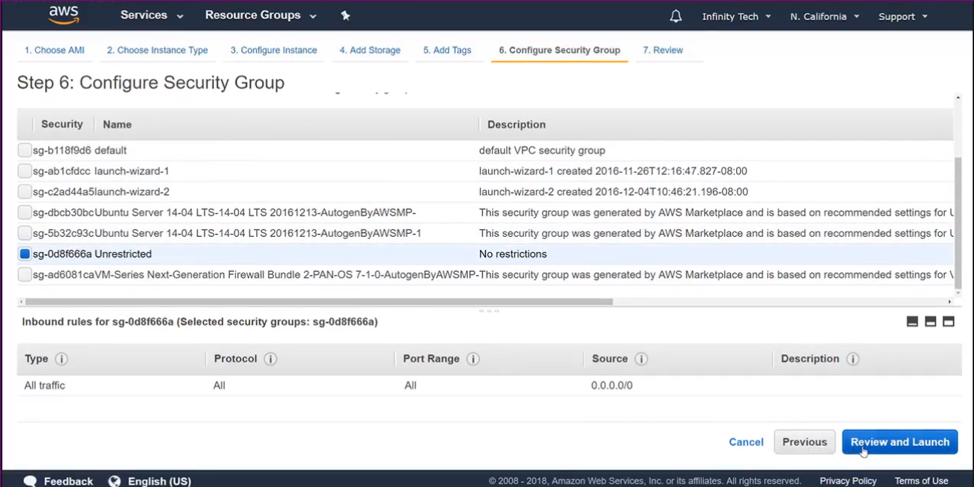 aws Services Resource Groups Infinity Tech N. California Support
1. Choose AMI 2. Choose Instance Type 3. Configure Instance 4. Add Storage 5. Add Tags 6. Configure Security Group 7. Review
Step 6: Configure Security Group
Security Name Description
sg-b118f9d6 default default VPC security group
sg-ab1cfdcc launch-wizard-1 launch-wizard-1 created 2016-11-26T12:16:47.827-08:00
sg-c2ad44a5launch-wizard-2 launch-wizard-2 created 2016-12-04T10:46:21.196-08:00
sg-dbcb30bcUbuntu Server 14-04 LTS-14-04 LTS 20161213-AutogenByAWSMP- This security group was generated by AWS Marketplace and is based on recommended settings for U
sg-5b32c93cUbuntu Server 14-04 LTS-14-04 LTS 20161213-AutogenByAWSMP-1 This security group was generated by AWS Marketplace and is based on recommended settings for U
sg-0d8f666a Unrestricted No restrictions
sg-ad6081caVM-Series Next-Generation Firewall Bundle 2-PAN-OS 7-1-0-AutogenByAWSMP-This security group was generated by AWS Marketplace and is based on recommended settings for V
Inbound rules for sg-0d8f666a (Selected security groups: sg-0d8f666a)
Type Protocol Port Range Source Description
All traffic All All 0.0.0.0/0
Cancel Previous Review and Launch
Feedback English (US) © 2008 - 2018, Amazon Web Services, Inc. or its affiliates. All rights reserved. Privacy Policy Terms of Use